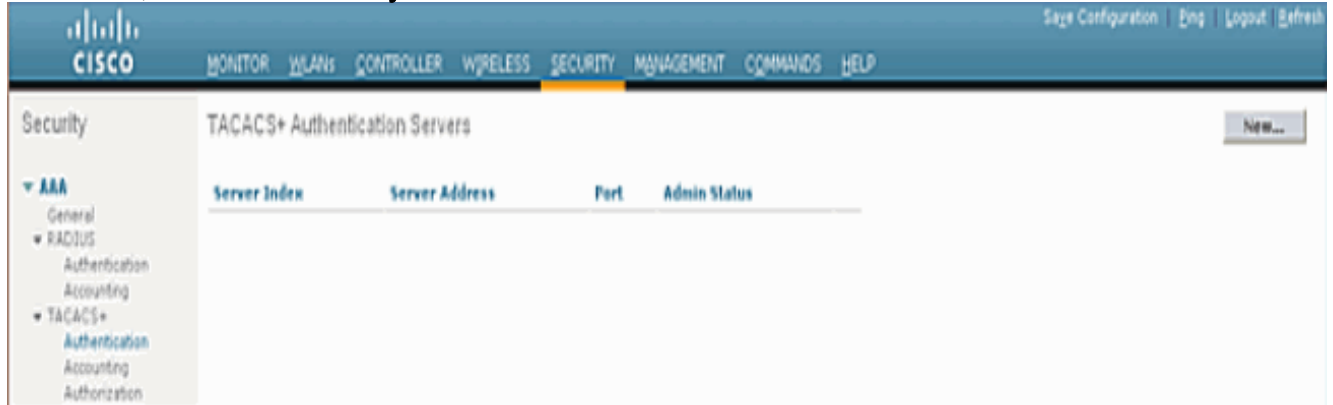 Save Configuration | Ping | Logout | Refresh
CISCO
MONITOR WLANs CONTROLLER WIRELESS SECURITY MANAGEMENT COMMANDS HELP
Security
TACACS+ Authentication Servers
New...
AAA
Server Index Server Address Port Admin Status
General
RADIUS
Authentication
Accounting
TACACS+
Authentication
Accounting
Authorization